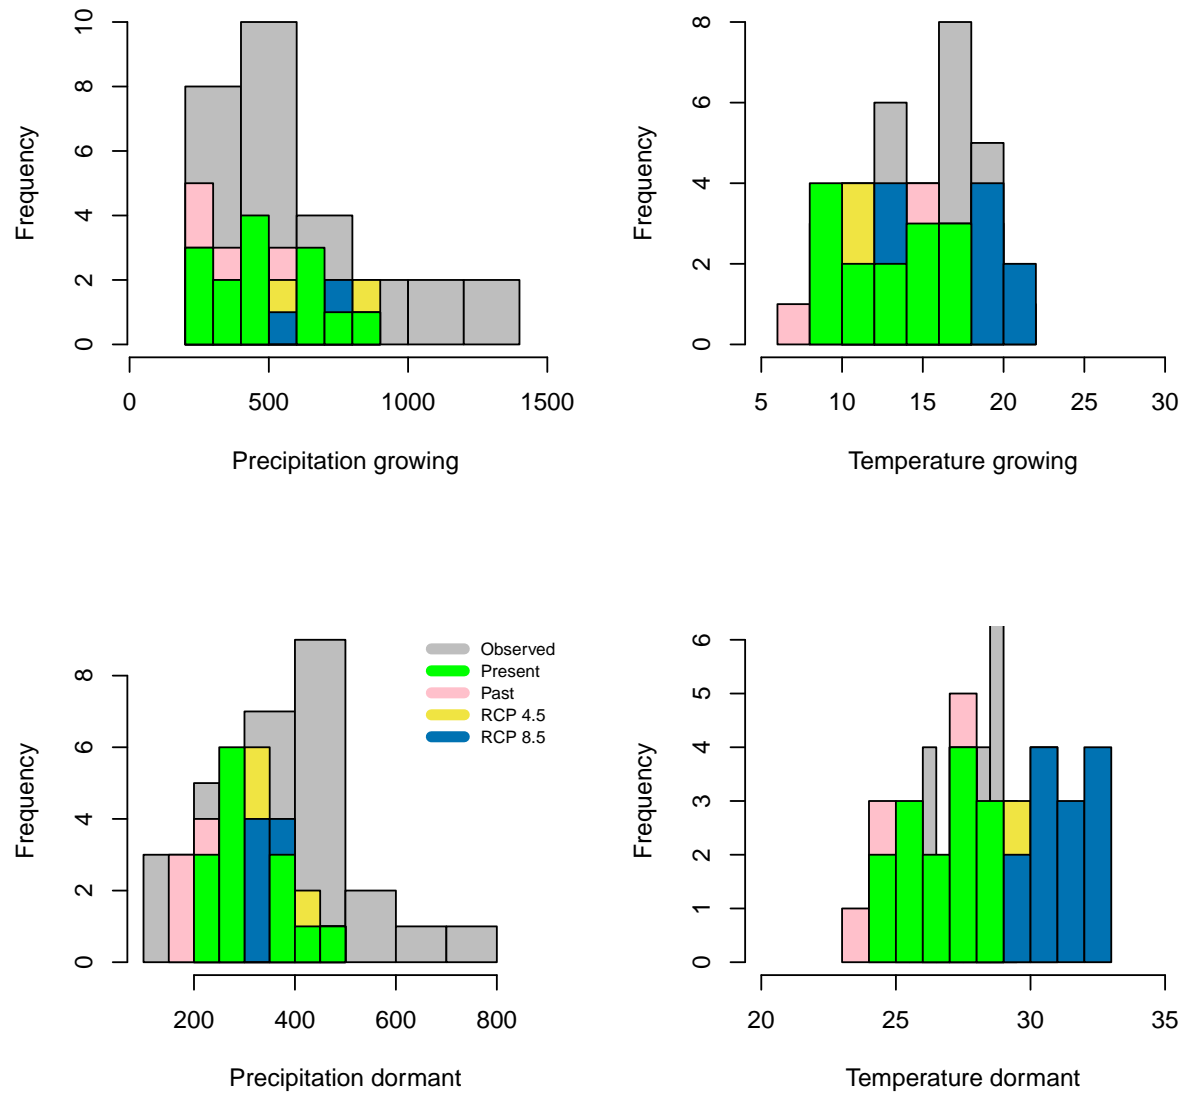 Frequency
0 2 4 6 8 10
0 500 1000 1500
Precipitation growing
Frequency
0 2 4 6 8
5 10 15 20 25 30
Temperature growing
Frequency
0 2 4 6 8
200 400 600 800
Precipitation dormant
Observed
Present
Past
RCP 4.5
RCP 8.5
Frequency
0 1 2 3 4 5 6
20 25 30 35
Temperature dormant